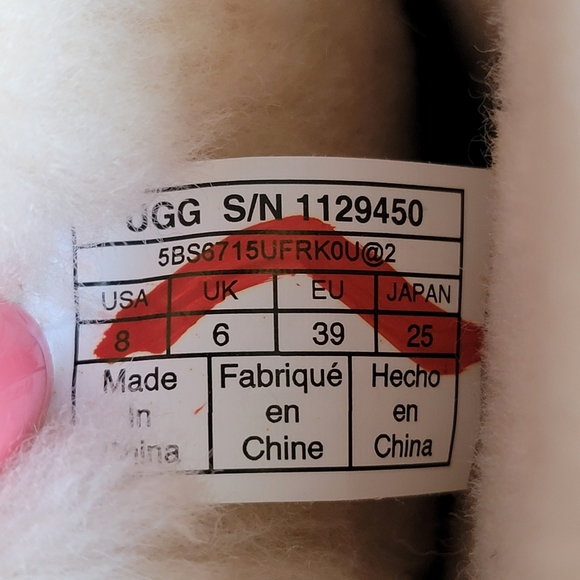 UGG S/N 1129450
5BS6715UFRK0U@2
USA UK EU JAPAN
8 6 39 25
Made Fabriqué Hecho
in en en
China Chine China